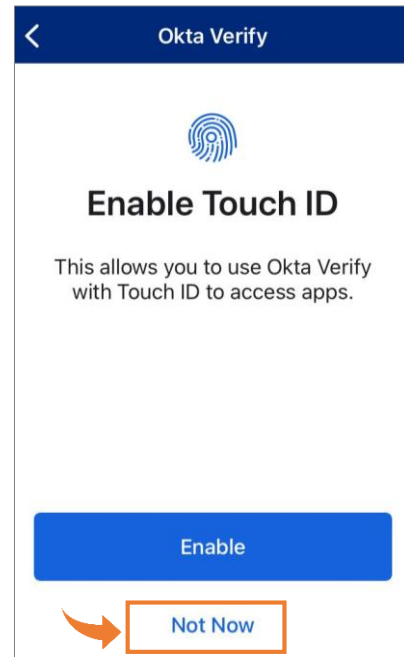 Okta Verify
Enable Touch ID
This allows you to use Okta Verify
with Touch ID to access apps.
Enable
Not Now